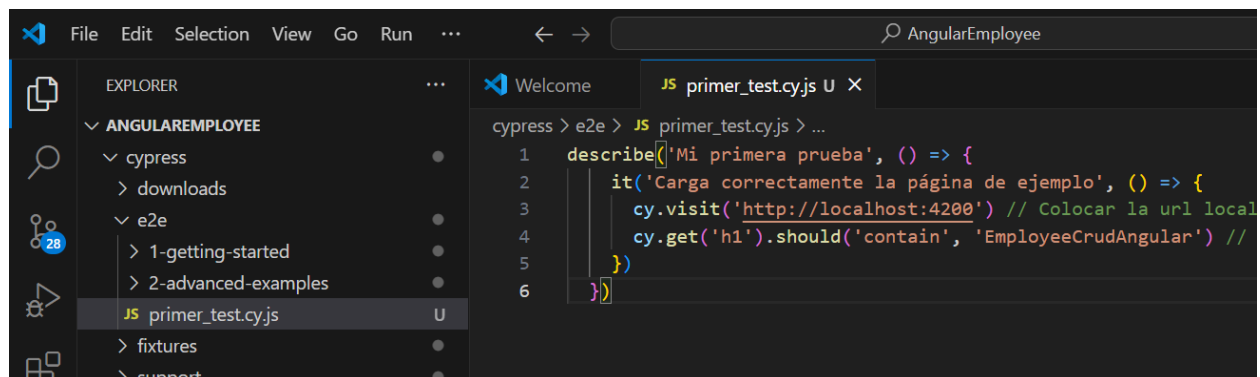 File Edit Selection View Go Run ··· ← → AngularEmployee
EXPLORER ···
Welcome
JS primer_test.cy.js U ×
ANGULAREMPLOYEE
cypress
downloads
e2e
1-getting-started
2-advanced-examples
JS primer_test.cy.js U
fixtures
support
28
cypress > e2e > JS primer_test.cy.js > ...
1 describe('Mi primera prueba', () => {
2 it('Carga correctamente la página de ejemplo', () => {
3 cy.visit('http://localhost:4200') // Colocar la url local
4 cy.get('h1').should('contain', 'EmployeeCrudAngular') //
5 })
6 })